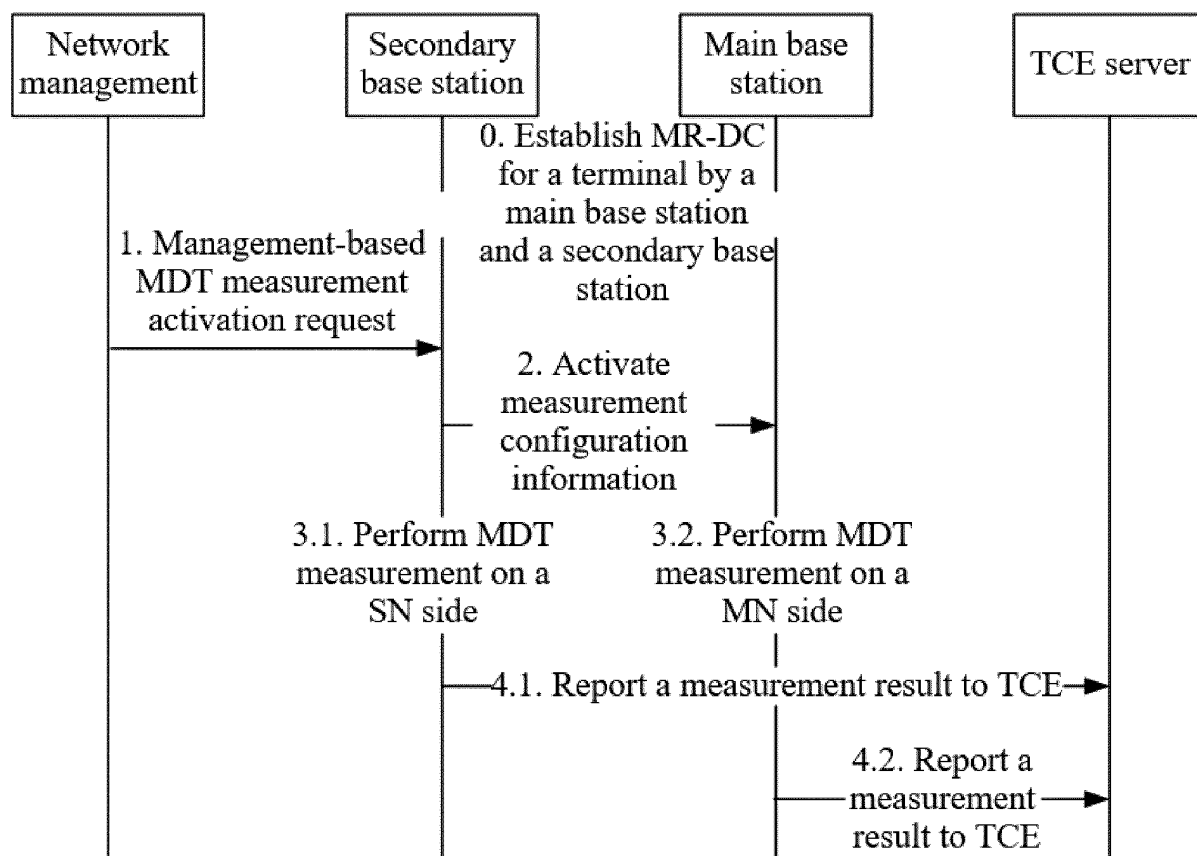 Network
management
Secondary
base station
Main base
station
TCE server
0. Establish MR-DC
for a terminal by a
main base station
and a secondary base
station
1. Management-based
MDT measurement
activation request
2. Activate
measurement
configuration
information
3.1. Perform MDT
measurement on a
SN side
3.2. Perform MDT
measurement on a
MN side
4.1. Report a measurement result to TCE
4.2. Report a
measurement
result to TCE